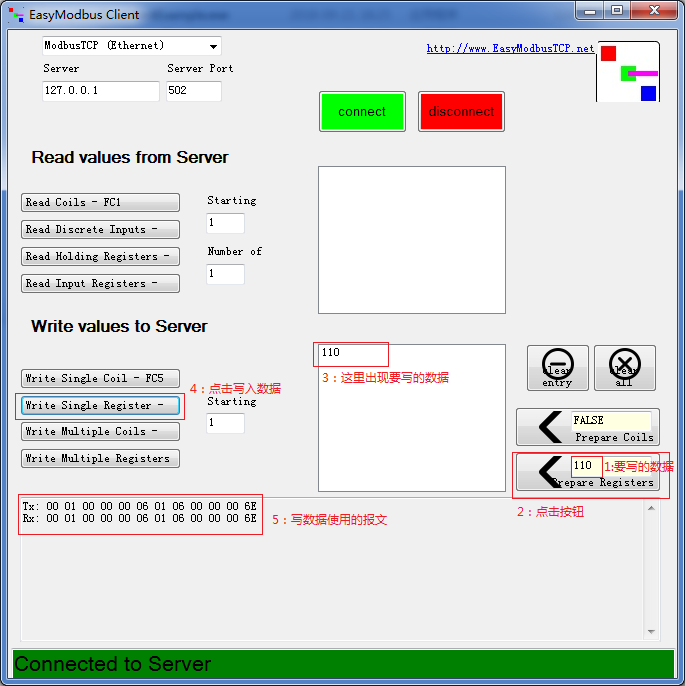 EasyModbus Client
ModbusTCP (Ethernet)
http://www.EasyModbusTCP.net
Server
Server Port
127.0.0.1
502
connect
disconnect
Read values from Server
Read Coils - FC1
Starting
1
Read Discrete Inputs -
Read Holding Registers -
Number of
1
Read Input Registers -
Write values to Server
110
3：这里出现要写的数据
clear entry
clear all
Write Single Coil - FC5
4：点击写入数据
Write Single Register -
Starting
1
Write Multiple Coils -
Write Multiple Registers
FALSE
Prepare Coils
110
1:要写的数据
Prepare Registers
2：点击按钮
Tx: 00 01 00 00 00 06 01 06 00 00 00 6E
Rx: 00 01 00 00 00 06 01 06 00 00 00 6E
5：写数据使用的报文
Connected to Server